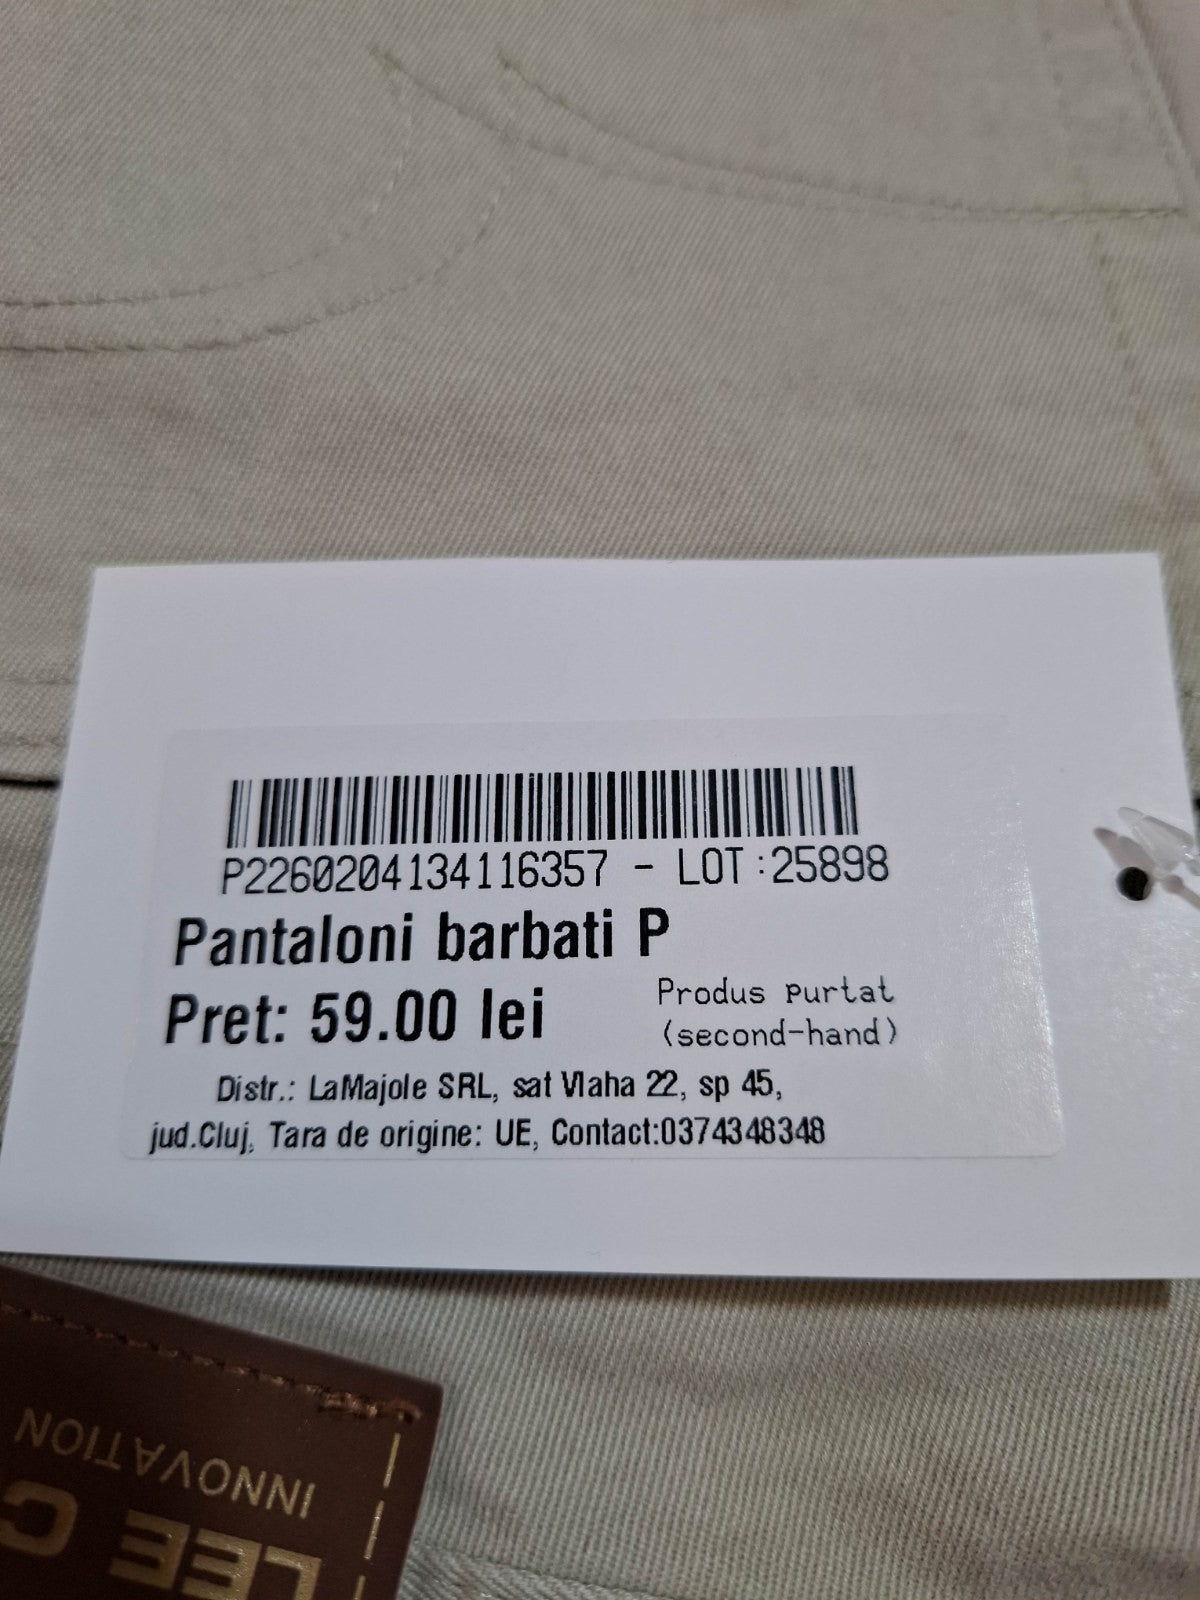 P2260204134116357 - LOT:25898
Pantaloni barbati P
Pret: 59.00 lei
Produs purtat
(second-hand)
Distr.: LaMajole SRL, sat Vlaha 22, sp 45,
jud.Cluj, Tara de origine: UE, Contact:0374348348
LEE C
INNOVATION